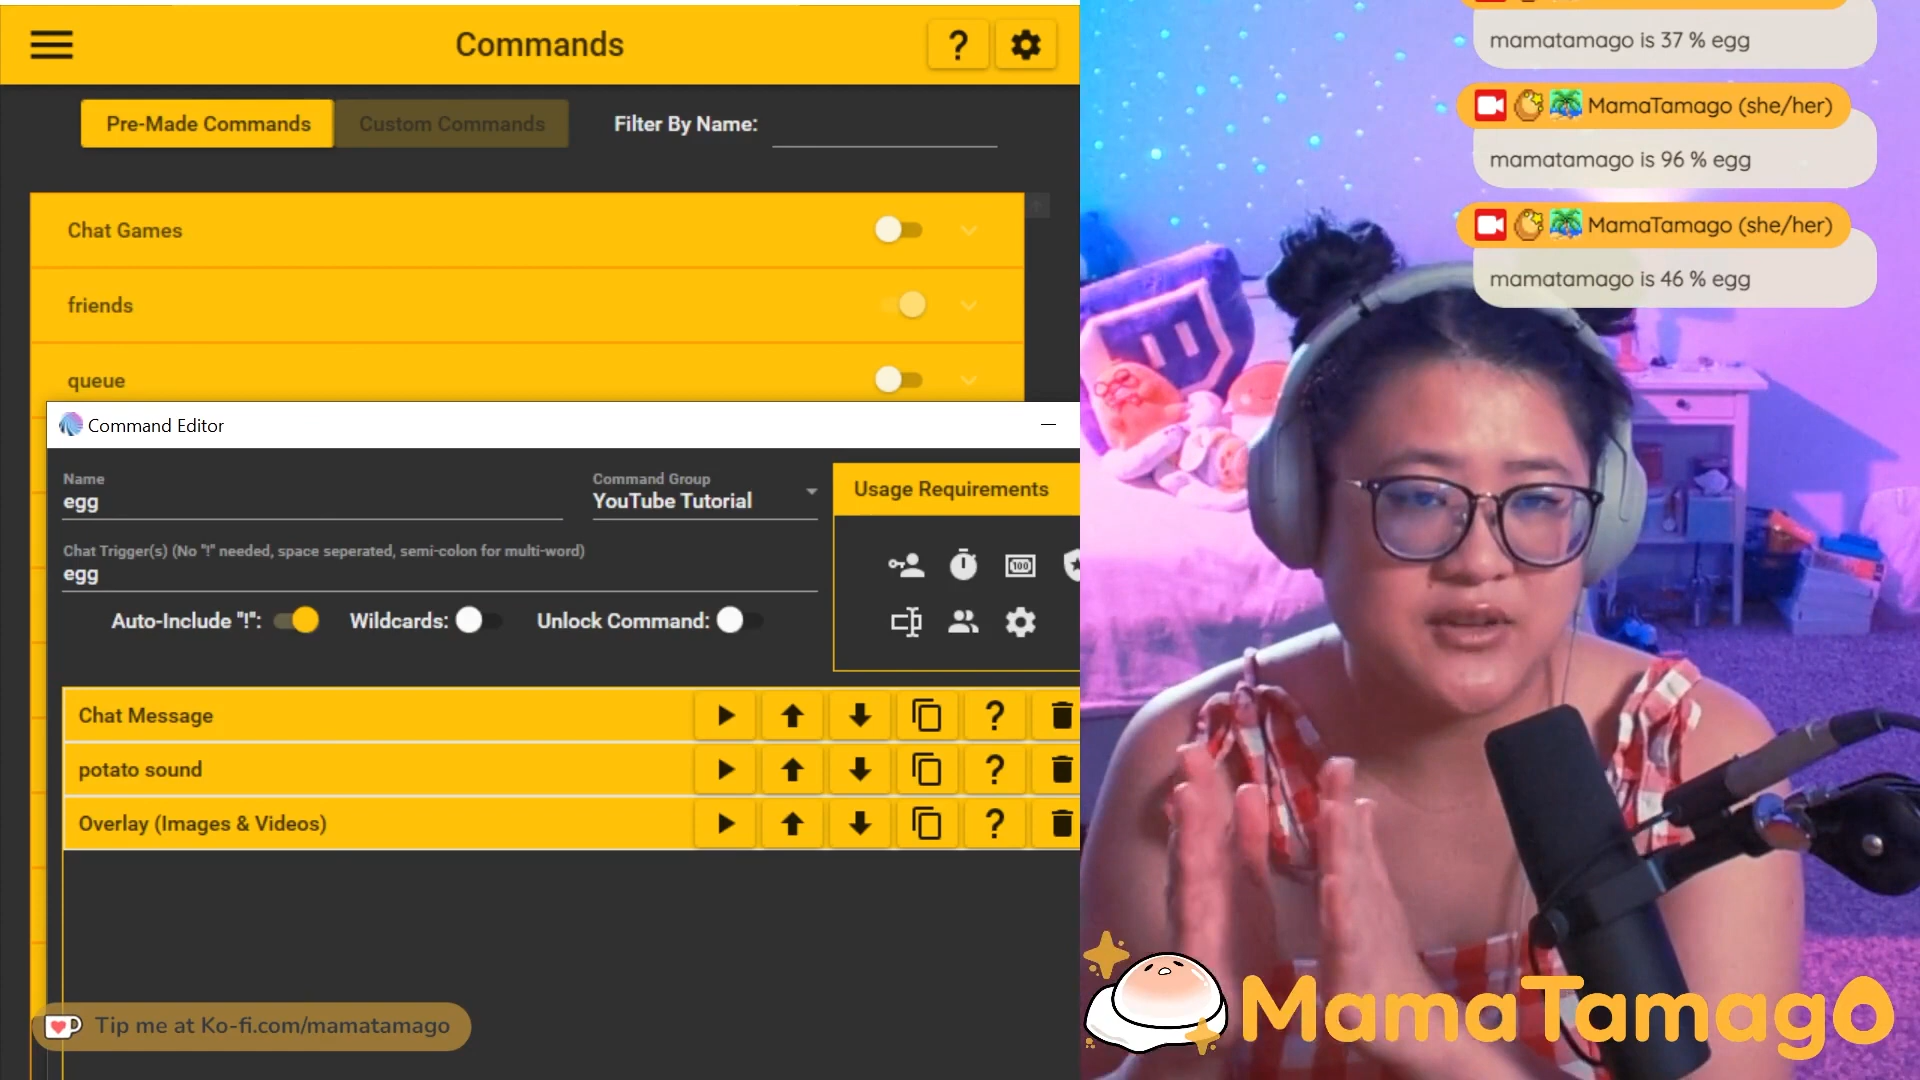 Commands
?
Pre-Made Commands
Custom Commands
Filter By Name:
Chat Games
friends
queue
Command Editor
Name
egg
Command Group
YouTube Tutorial
Usage Requirements
Chat Trigger(s) (No "!" needed, space seperated, semi-colon for multi-word)
egg
100
Auto-Include "!":
Wildcards:
Unlock Command:
Chat Message
?
potato sound
?
Overlay (Images & Videos)
?
Tip me at Ko-fi.com/mamatamago
mamatamago is 37 % egg
MamaTamago (she/her)
mamatamago is 96 % egg
MamaTamago (she/her)
mamatamago is 46 % egg
MamaTamago